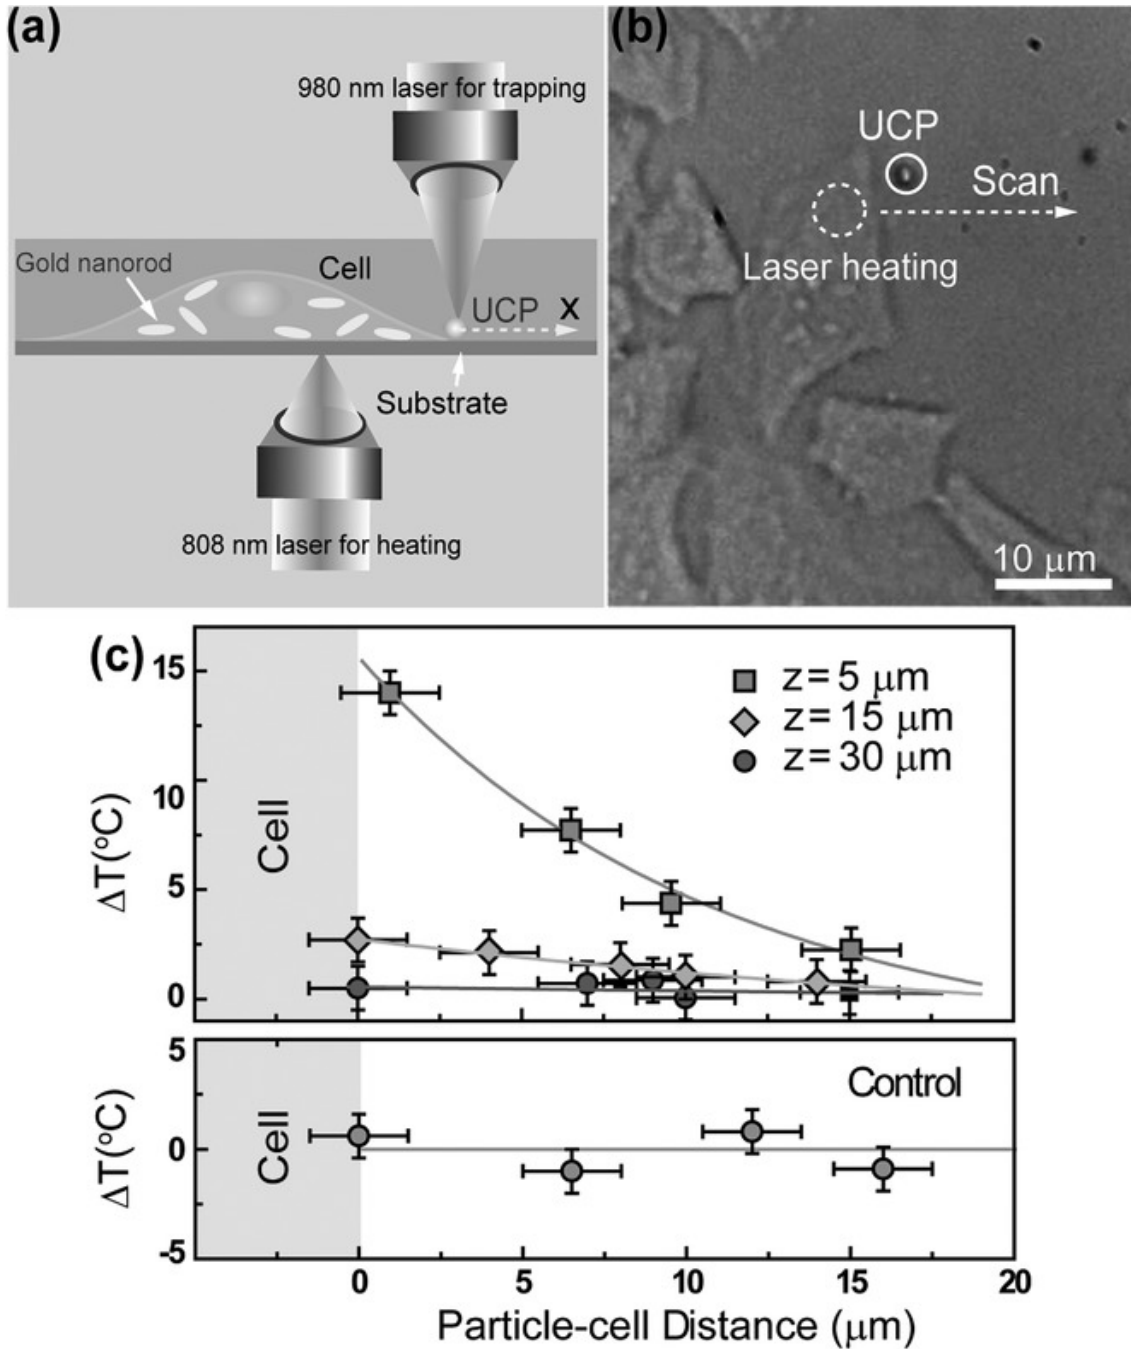 (a)
980 nm laser for trapping
Gold nanorod
Cell
UCP
X
Substrate
808 nm laser for heating
(b)
UCP
Scan
Laser heating
10 μm
(c)
15
10
5
0
ΔT(°C)
Cell
z= 5 μm
z= 15 μm
z= 30 μm
5
0
-5
ΔT(°C)
Cell
Control
0
5
10
15
20
Particle-cell Distance (μm)